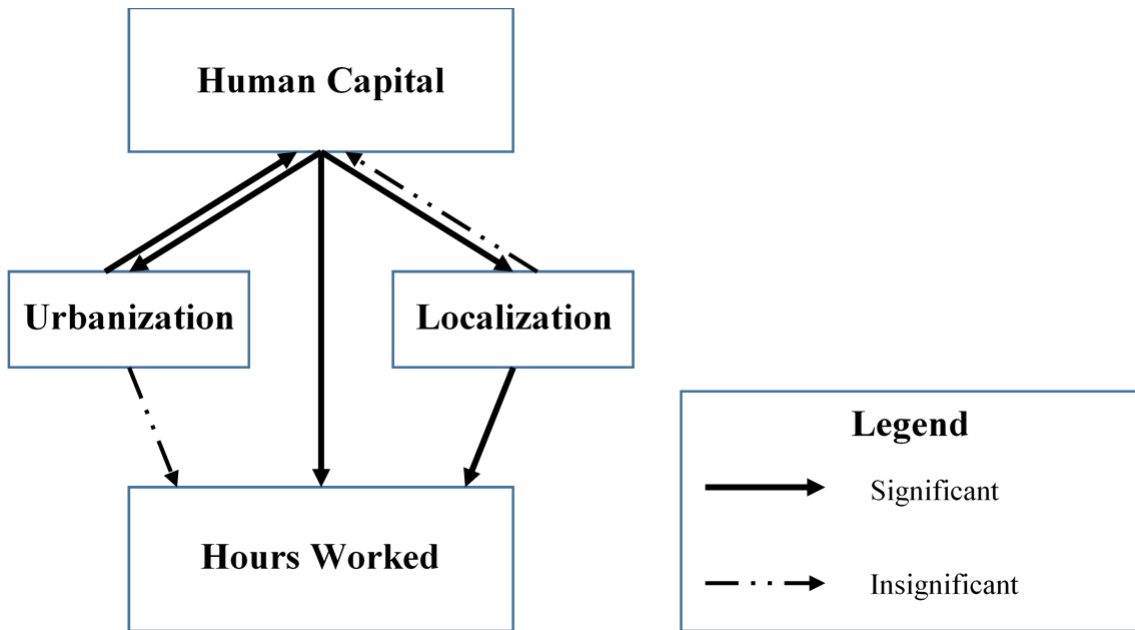 Human Capital
Urbanization
Localization
Hours Worked
Legend
Significant
Insignificant